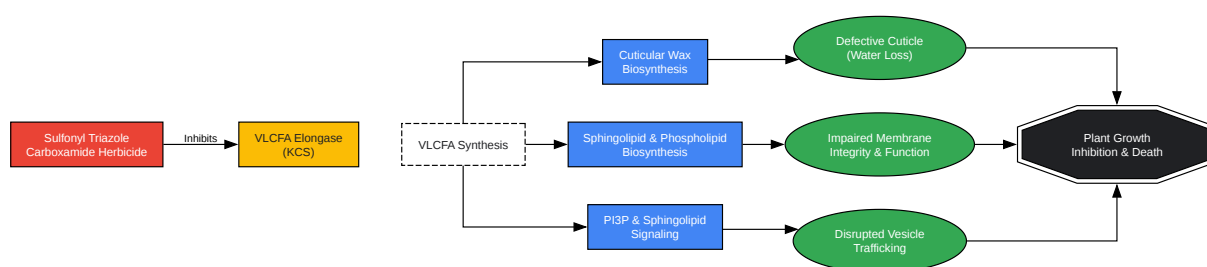 Sulfonyl Triazole
Carboxamide Herbicide
Inhibits
VLCFA Elongase
(KCS)
VLCFA Synthesis
Cuticular Wax
Biosynthesis
Defective Cuticle
(Water Loss)
Sphingolipid & Phospholipid
Biosynthesis
Impaired Membrane
Integrity & Function
PI3P & Sphingolipid
Signaling
Disrupted Vesicle
Trafficking
Plant Growth
Inhibition & Death